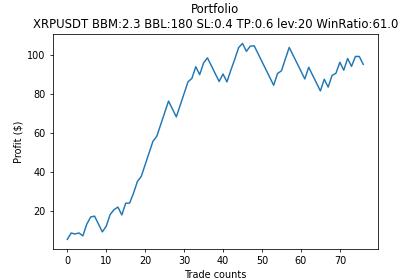 Portfolio
XRPUSDT BBM:2.3 BBL:180 SL:0.4 TP:0.6 lev:20 WinRatio:61.0
100
80
60
40
20
Profit ($)
0 10 20 30 40 50 60 70
Trade counts